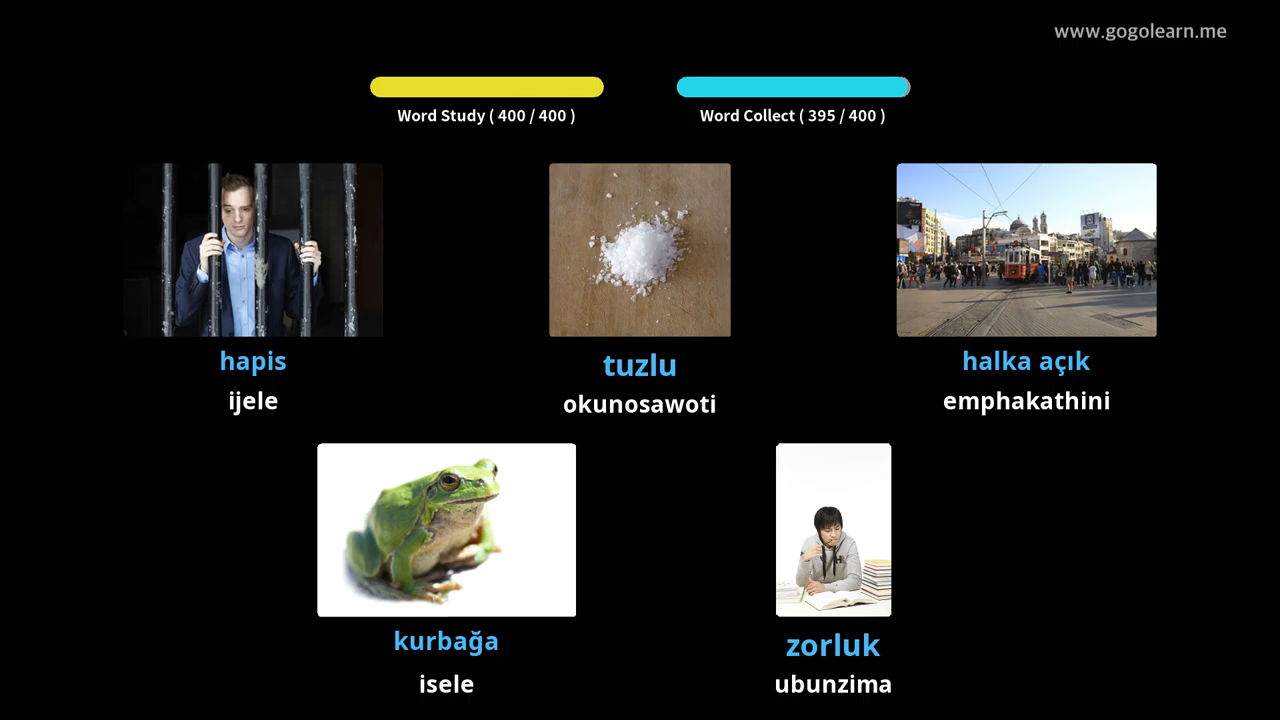 www.gogolearn.me
Word Study ( 400 / 400 )
Word Collect ( 395 / 400 )
hapis
ijele
tuzlu
okunosawoti
halka açık
emphakathini
kurbağa
isele
zorluk
ubunzima